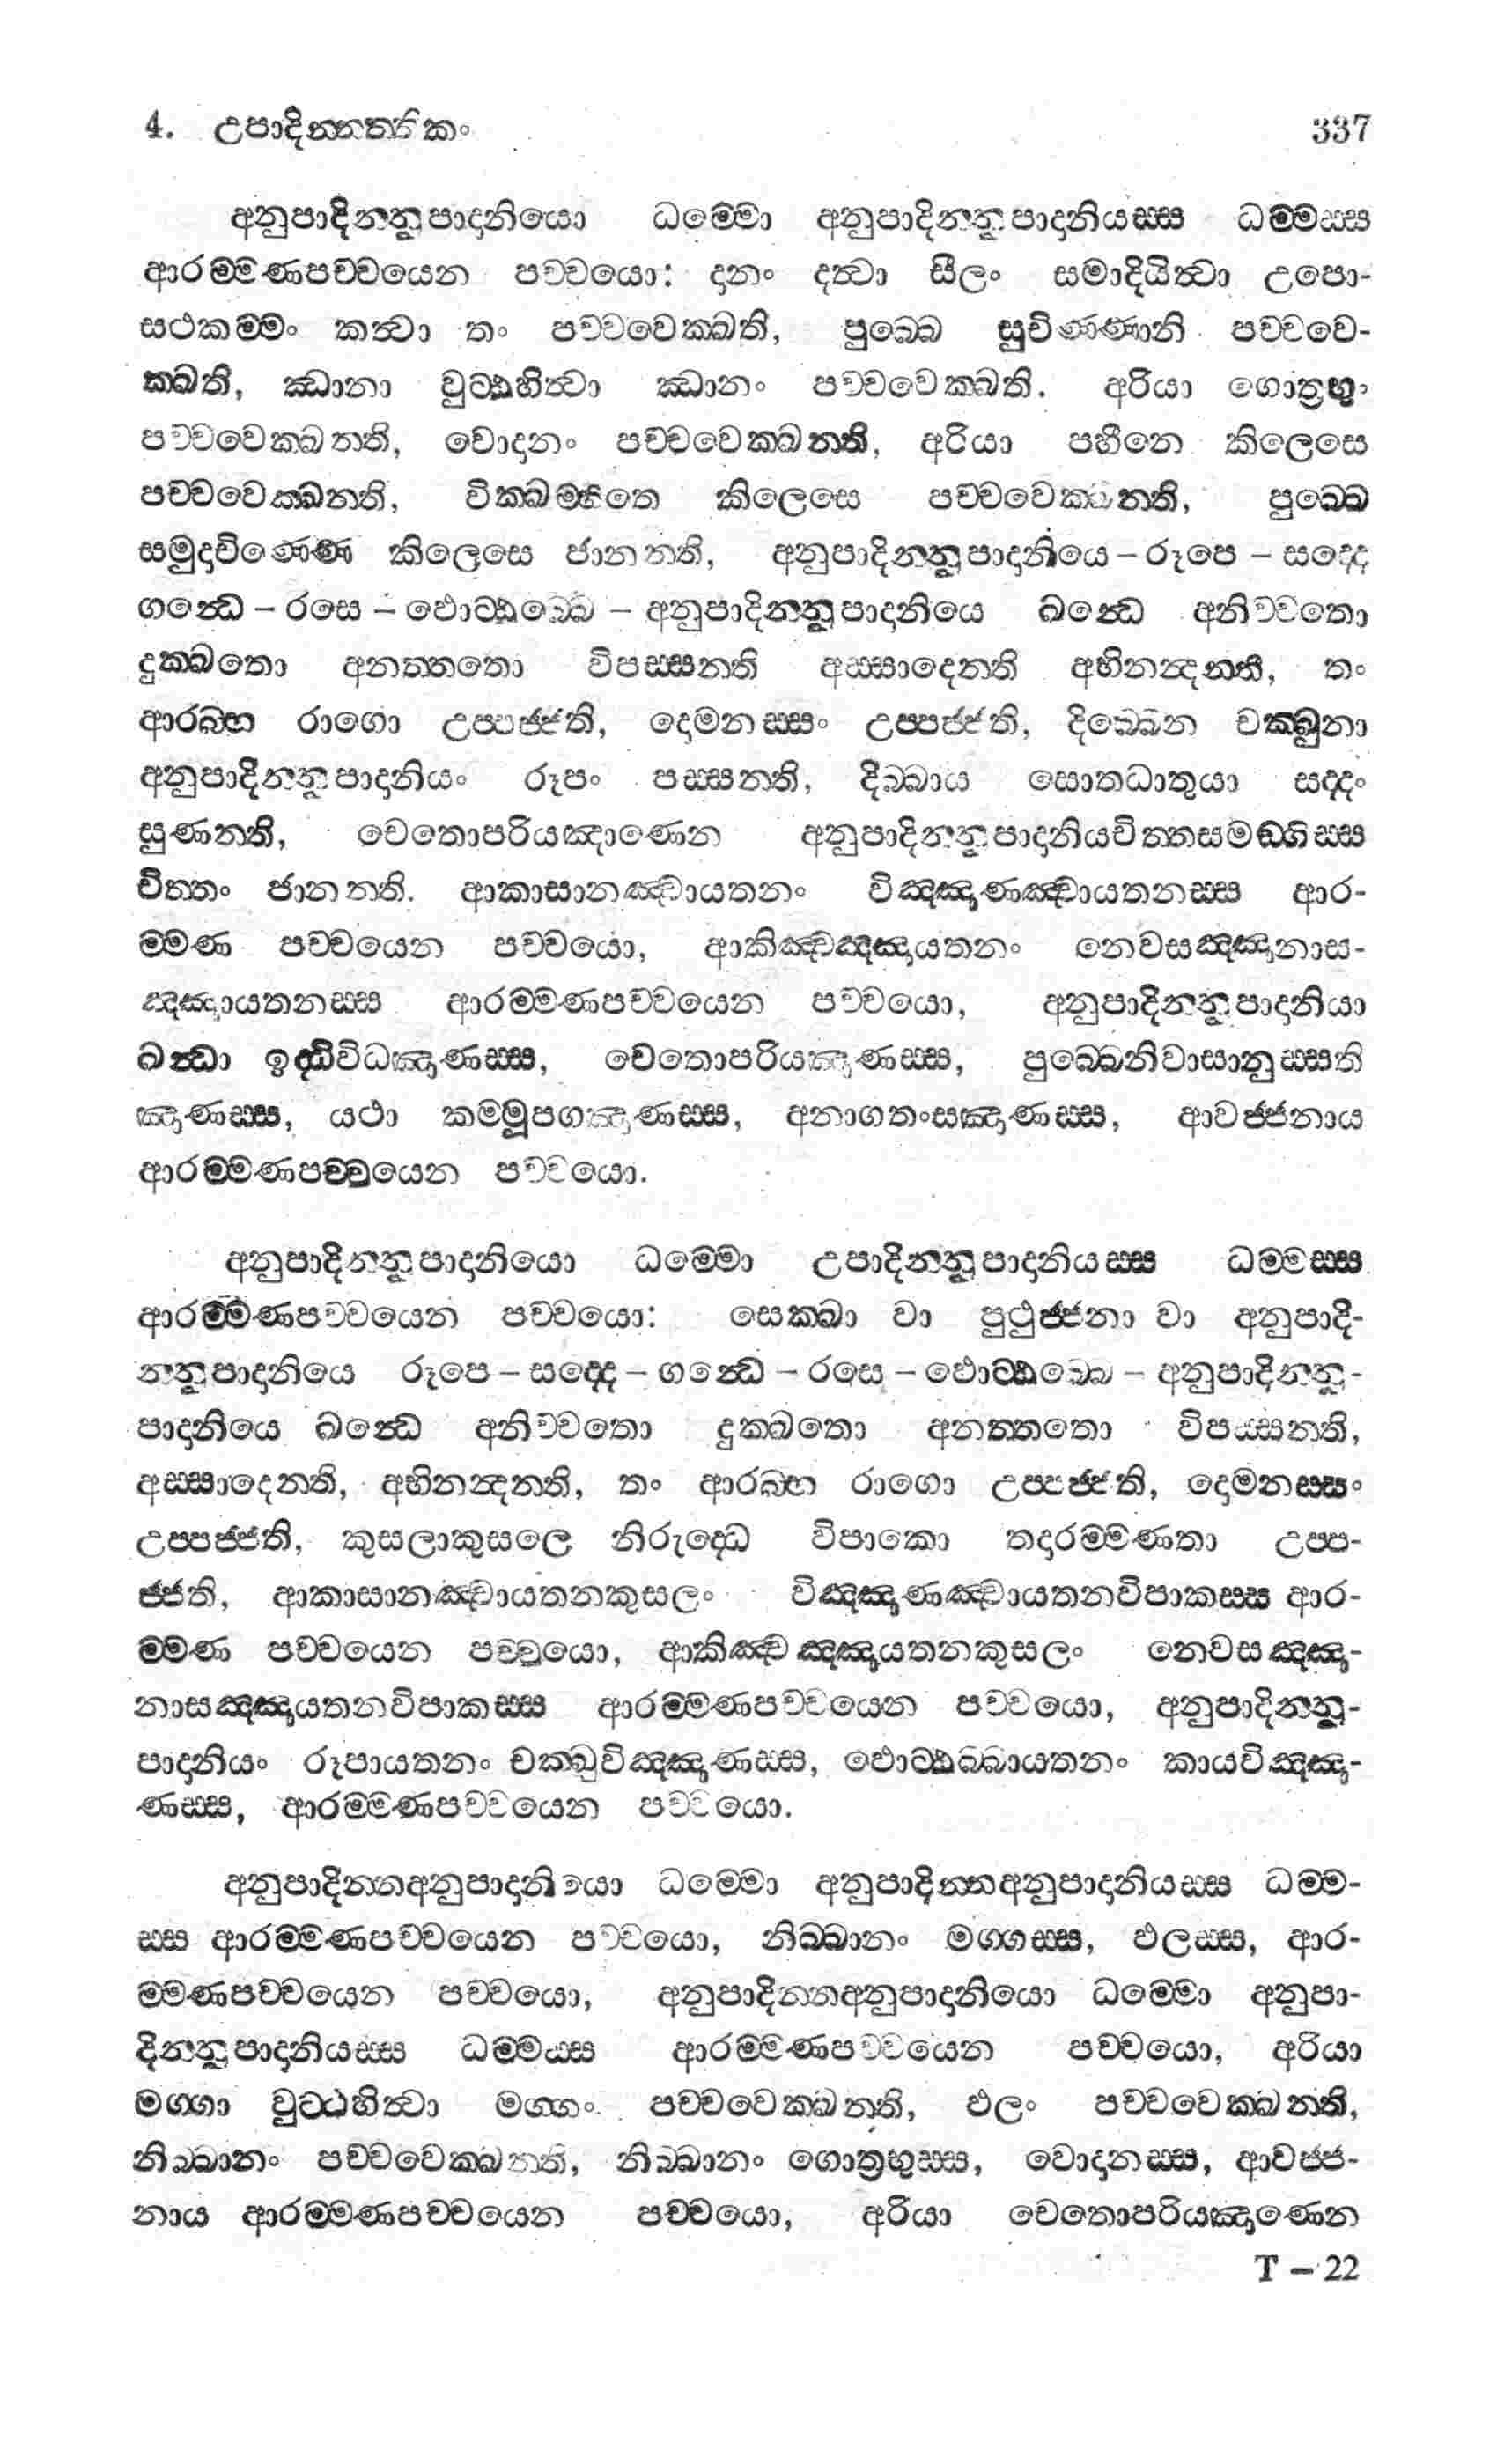 4. උපාදින්නත්තිකං 337
අනුපාදින්නුපාදානියො ධම්මො අනුපාදින්නුපාදානියස්ස ධම්මස්ස
ආරම්මණපච්චයෙන පච්චයො: දානං දත්වා සීලං සමාදියිත්වා උපො-
සථකම්මං කත්වා තං පච්චවෙක්ඛති, පුබ්බෙ සුචිණ්ණානි පච්චවෙ-
ක්ඛති, ඣානා වුට්ඨහිත්වා ඣානං පච්චවෙක්ඛති. අරියා ගොත්‍රභුං
පච්චවෙක්ඛන්ති, වොදානං පච්චවෙක්ඛන්ති, අරියා පහීනෙ කිලෙසෙ
පච්චවෙක්ඛන්ති, වික්ඛම්භිතෙ කිලෙසෙ පච්චවෙක්ඛන්ති, පුබ්බෙ
සමුදාචිණ්ණෙ කිලෙසෙ ජානන්ති, අනුපාදින්නුපාදානියෙ – රූපෙ – සද්දෙ
ගන්ධෙ – රසෙ – ඵොට්ඨබ්බෙ – අනුපාදින්නුපාදානියෙ ඛන්ධෙ අනිච්චතො
දුක්ඛතො අනත්තතො විපස්සන්ති අස්සාදෙන්ති අභිනන්දන්ති, තං
ආරබ්භ රාගො උප්පජ්ජති, දොමනස්සං උප්පජ්ජති, දිබ්බෙන චක්ඛුනා
අනුපාදින්නුපාදානියං රූපං පස්සන්ති, දිබ්බාය සොතධාතුයා සද්දං
සුණන්ති, චෙතොපරියඤාණෙන අනුපාදින්නුපාදානියචිත්තසමඞ්ගිස්ස
චිත්තං ජානන්ති. ආකාසානඤ්චායතනං විඤ්ඤාණඤ්චායතනස්ස ආර-
ම්මණ පච්චයෙන පච්චයො, ආකිඤ්චඤ්ඤායතනං නෙවසඤ්ඤානාස-
ඤ්ඤායතනස්ස ආරම්මණපච්චයෙන පච්චයො, අනුපාදින්නුපාදානියා
ඛන්ධා ඉද්ධිවිධඤාණස්ස, චෙතොපරියඤාණස්ස, පුබ්බෙනිවාසානුස්සති
ඤාණස්ස, යථා කම්මූපගඤාණස්ස, අනාගතංසඤාණස්ස, ආවජ්ජනාය
ආරම්මණපච්චයෙන පච්චයො.
අනුපාදින්නුපාදානියො ධම්මො උපාදින්නුපාදානියස්ස ධම්මස්ස
ආරම්මණපච්චයෙන පච්චයො: සෙක්ඛා වා පුථුජ්ජනා වා අනුපාදි-
න්නුපාදානියෙ රූපෙ – සද්දෙ – ගන්ධෙ – රසෙ – ඵොට්ඨබ්බෙ – අනුපාදින්නු-
පාදානියෙ ඛන්ධෙ අනිච්චතො දුක්ඛතො අනත්තතො විපස්සන්ති,
අස්සාදෙන්ති, අභිනන්දන්ති, තං ආරබ්භ රාගො උප්පජ්ජති, දොමනස්සං
උප්පජ්ජති, කුසලාකුසලෙ නිරුද්ධෙ විපාකො තදාරම්මණතා උප්ප-
ජ්ජති, ආකාසානඤ්චායතනකුසලං විඤ්ඤාණඤ්චායතනවිපාකස්ස ආර-
ම්මණ පච්චයෙන පච්චයො, ආකිඤ්චඤ්ඤායතනකුසලං නෙවසඤ්ඤා-
නාසඤ්ඤායතනවිපාකස්ස ආරම්මණපච්චයෙන පච්චයො, අනුපාදින්නු-
පාදානියං රූපායතනං චක්ඛුවිඤ්ඤාණස්ස, ඵොට්ඨබ්බායතනං කායවිඤ්ඤා-
ණස්ස, ආරම්මණපච්චයෙන පච්චයො.
අනුපාදින්නඅනුපාදානියො ධම්මො අනුපාදින්නඅනුපාදානියස්ස ධම්ම-
ස්ස ආරම්මණපච්චයෙන පච්චයො, නිබ්බානං මග්ගස්ස, ඵලස්ස, ආර-
ම්මණපච්චයෙන පච්චයො, අනුපාදින්නඅනුපාදානියො ධම්මො අනුපා-
දින්නුපාදානියස්ස ධම්මස්ස ආරම්මණපච්චයෙන පච්චයො, අරියා
මග්ගා වුට්ඨහිත්වා මග්ගං පච්චවෙක්ඛන්ති, ඵලං පච්චවෙක්ඛන්ති,
නිබ්බානං පච්චවෙක්ඛන්ති, නිබ්බානං ගොත්‍රභුස්ස, වොදානස්ස, ආවජ්ජ-
නාය ආරම්මණපච්චයෙන පච්චයො, අරියා චෙතොපරියඤාණෙන
T – 22